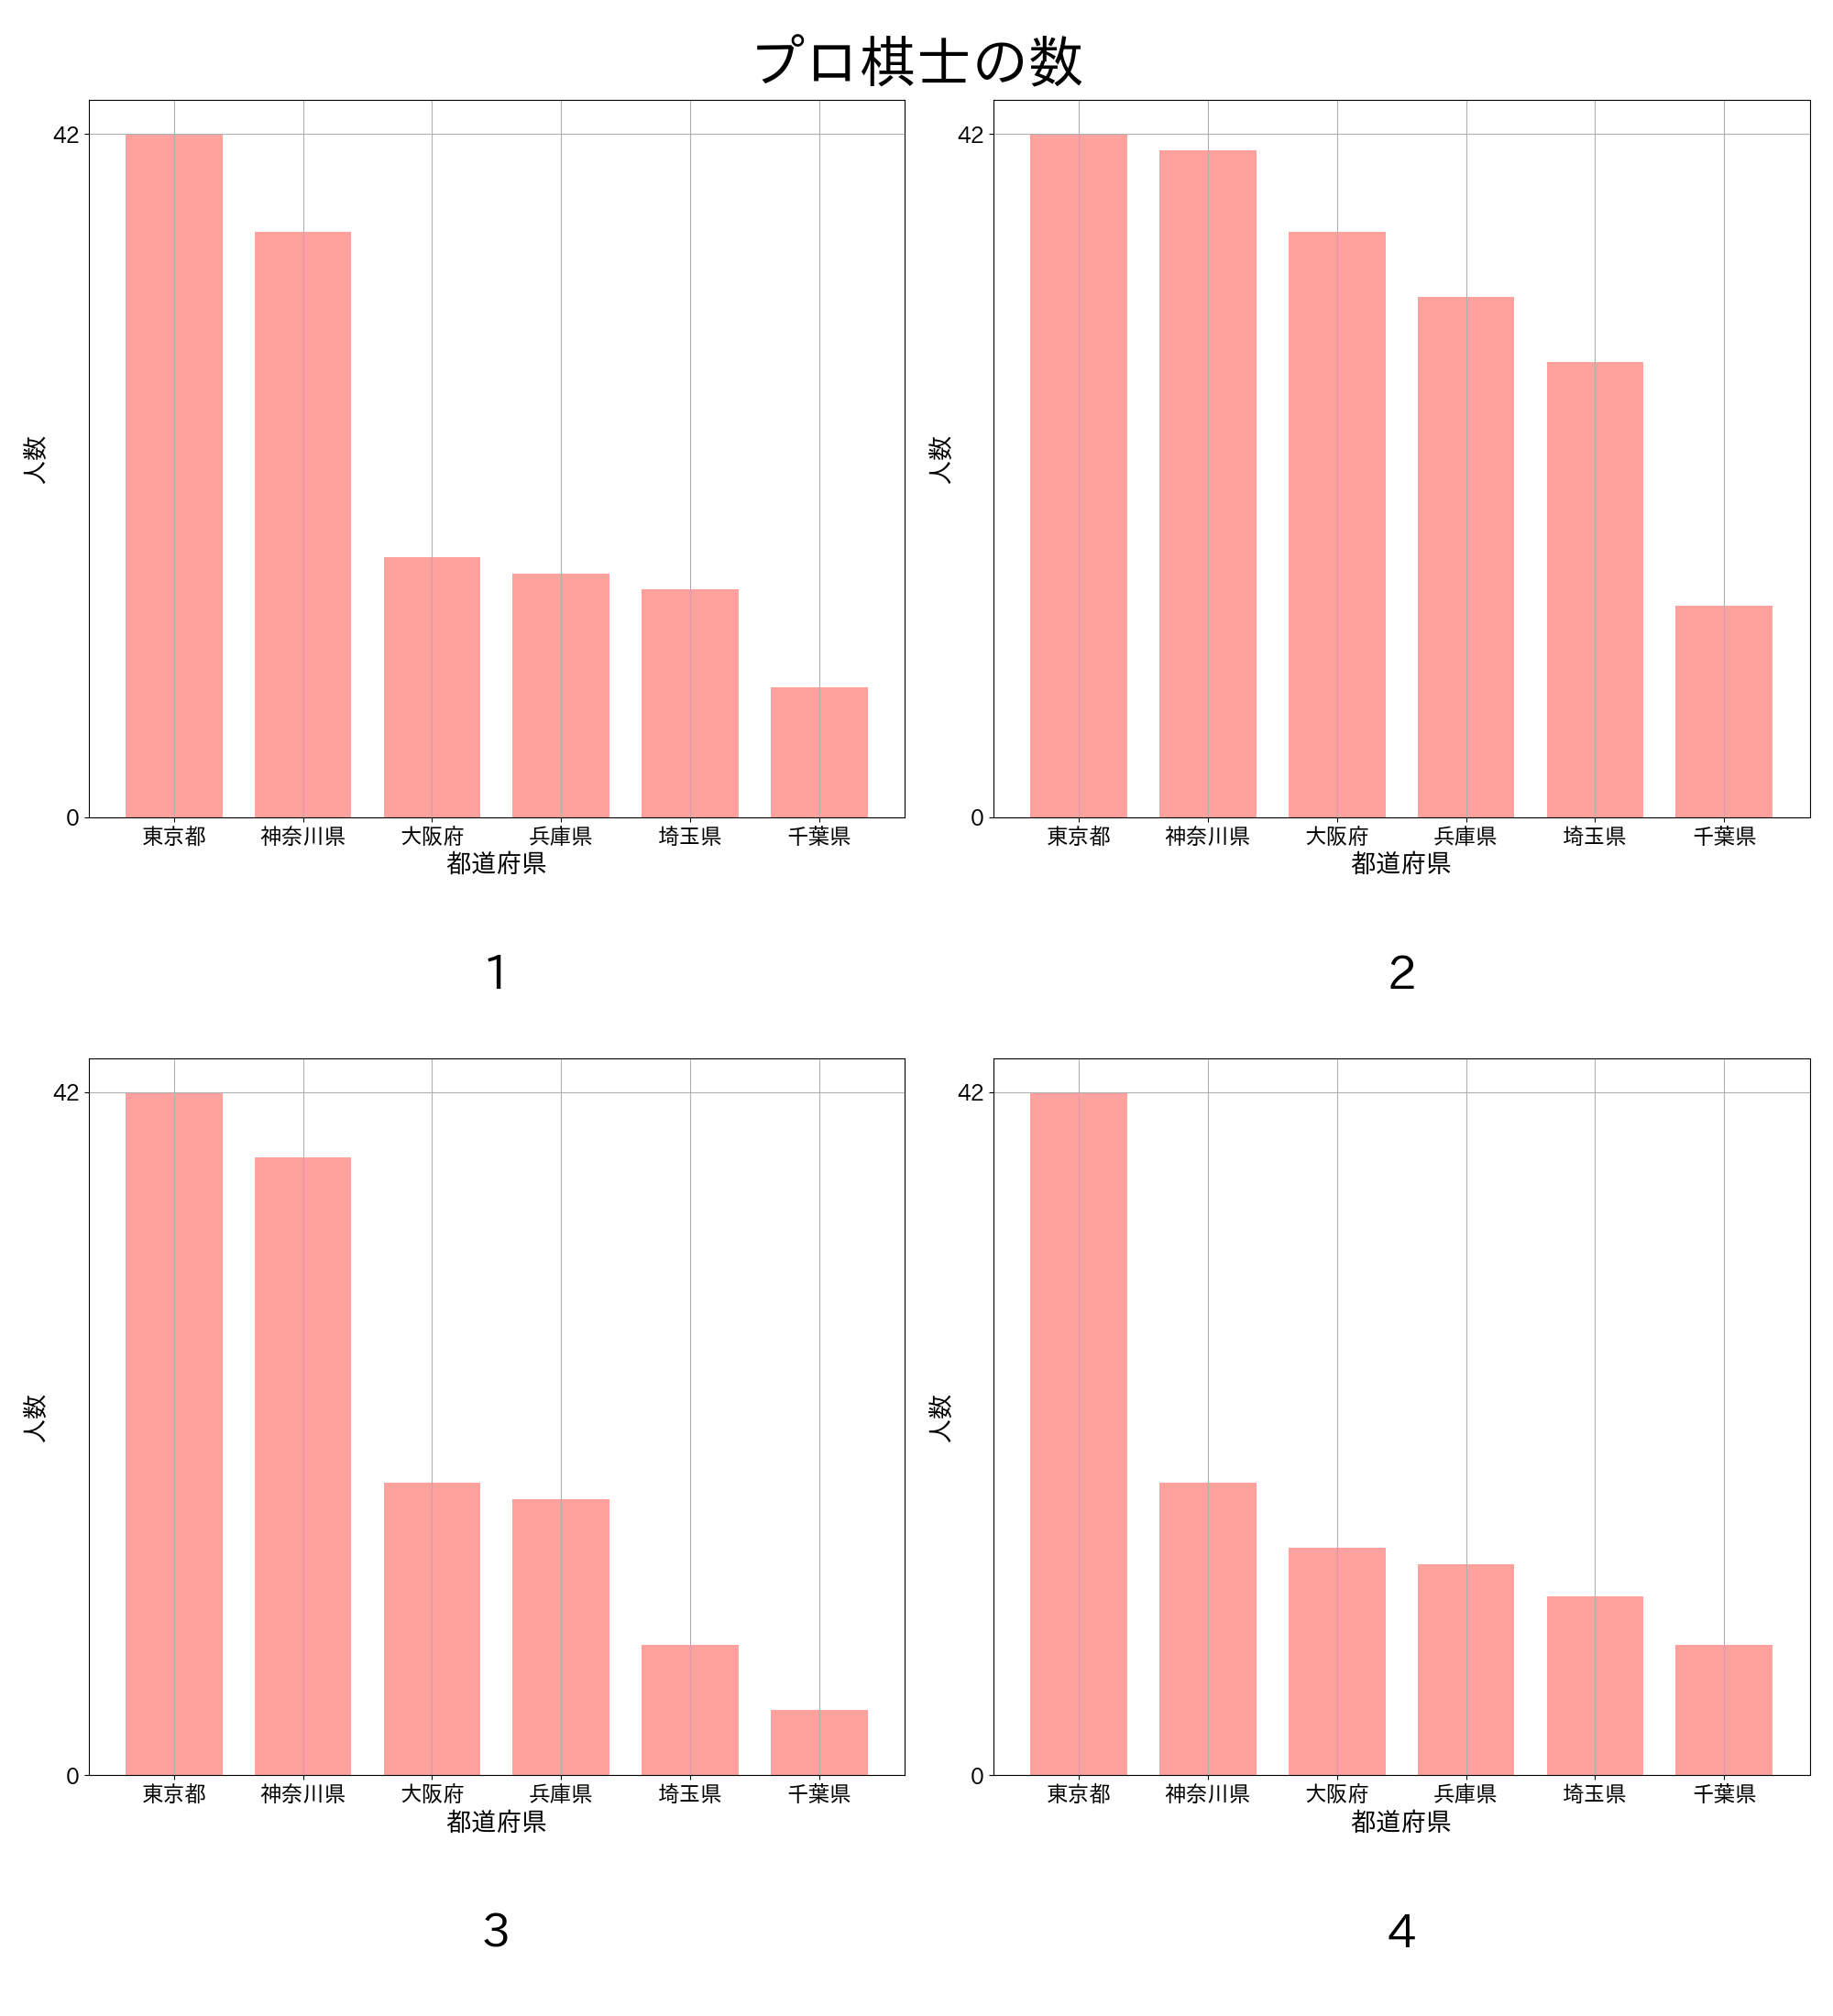 プロ棋士の数
42
0
人数
東京都 神奈川県 大阪府 兵庫県 埼玉県 千葉県
都道府県
1
42
0
人数
東京都 神奈川県 大阪府 兵庫県 埼玉県 千葉県
都道府県
2
42
0
人数
東京都 神奈川県 大阪府 兵庫県 埼玉県 千葉県
都道府県
3
42
0
人数
東京都 神奈川県 大阪府 兵庫県 埼玉県 千葉県
都道府県
4